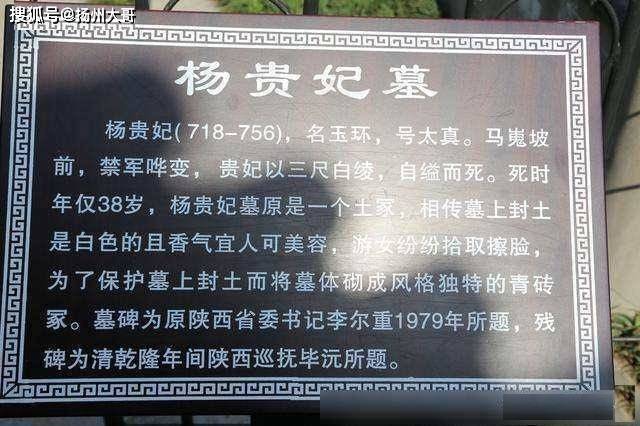 搜狐号@扬州大哥
杨贵妃墓
杨贵妃(718-756)，名玉环，号太真。马嵬坡
前，禁军哗变，贵妃以三尺白绫，自缢而死。死时
年仅38岁，杨贵妃墓原是一个土冢，相传墓上封土
是白色的且香气宜人可美容，游女纷纷拾取擦脸，
为了保护墓上封土而将墓体砌成风格独特的青砖
冢。墓碑为原陕西省委书记李尔重1979年所题，残
碑为清乾隆年间陕西巡抚毕沅所题。